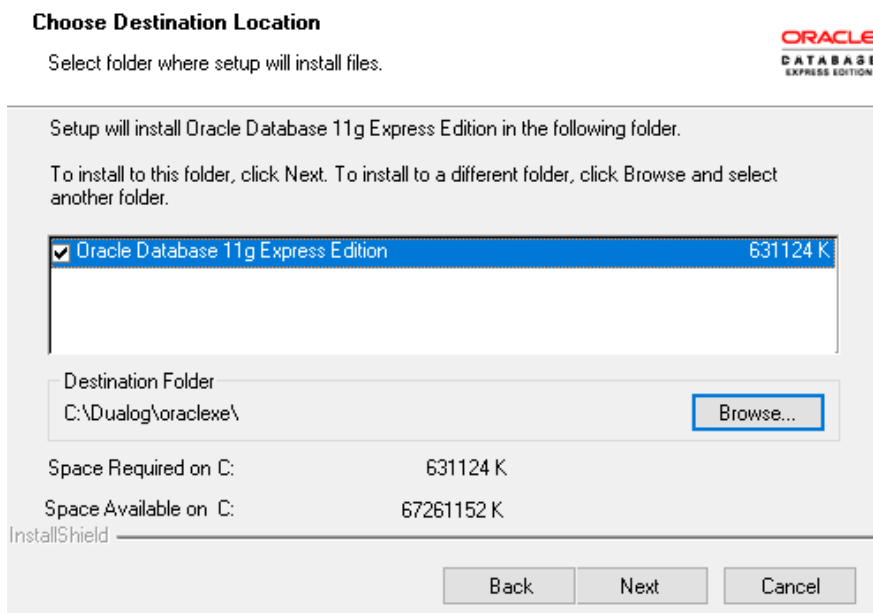 Choose Destination Location
Select folder where setup will install files.
ORACLE
DATABASE
EXPRESS EDITION
Setup will install Oracle Database 11g Express Edition in the following folder.
To install to this folder, click Next. To install to a different folder, click Browse and select
another folder.
Oracle Database 11g Express Edition 631124 K
Destination Folder
C:\Dualog\oraclexe\ Browse...
Space Required on C: 631124 K
Space Available on C: 67261152 K
InstallShield
Back Next Cancel